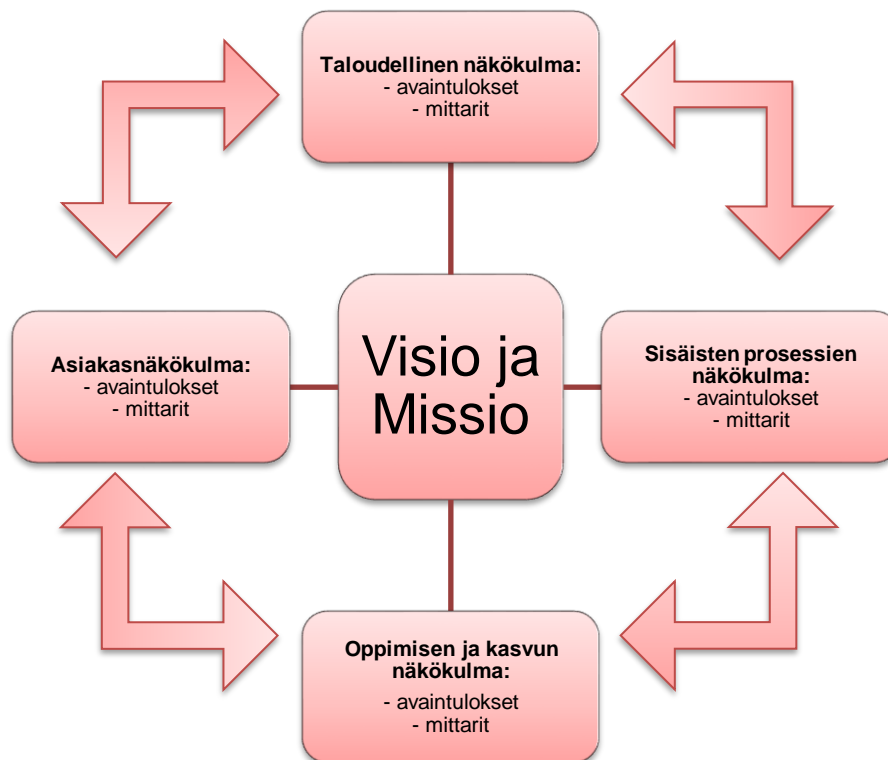 Taloudellinen näkökulma:
- avaintulokset
- mittarit
Asiakasnäkökulma:
- avaintulokset
- mittarit
Visio ja
Missio
Sisäisten prosessien
näkökulma:
- avaintulokset
- mittarit
Oppimisen ja kasvun
näkökulma:
- avaintulokset
- mittarit